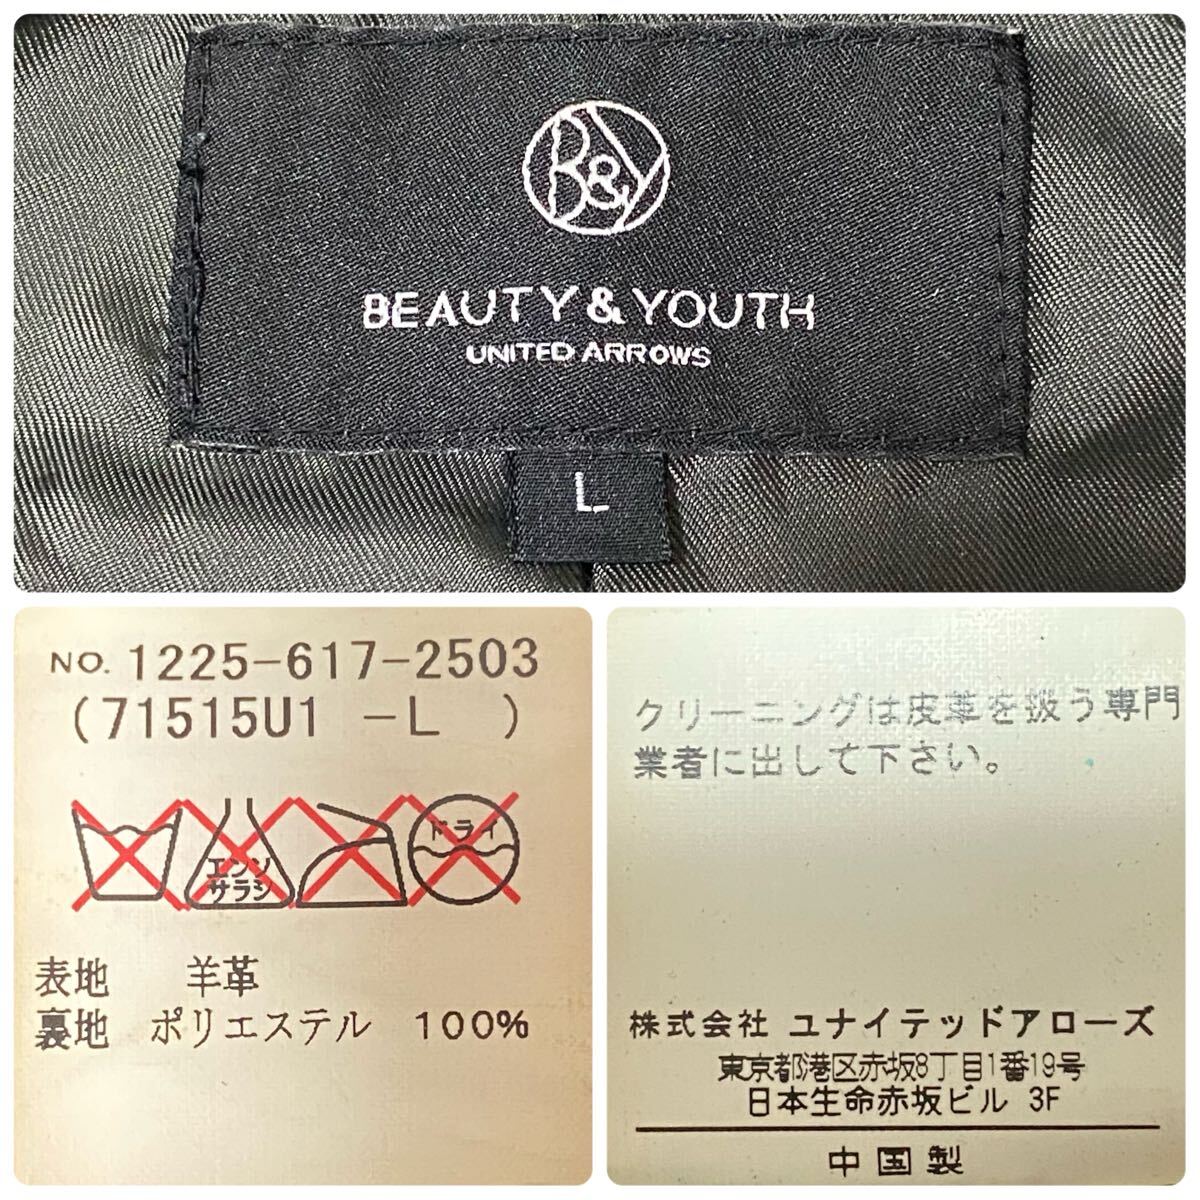 B&Y
BEAUTY & YOUTH
UNITED ARROWS
L
NO. 1225-617-2503
(71515U1 -L )
エンソ
サラシ
ドライ
表地 羊革
裏地 ポリエステル 100%
クリーニングは皮革を扱う専門
業者に出して下さい。
株式会社 ユナイテッドアローズ
東京都港区赤坂8丁目1番19号
日本生命赤坂ビル 3F
中国製